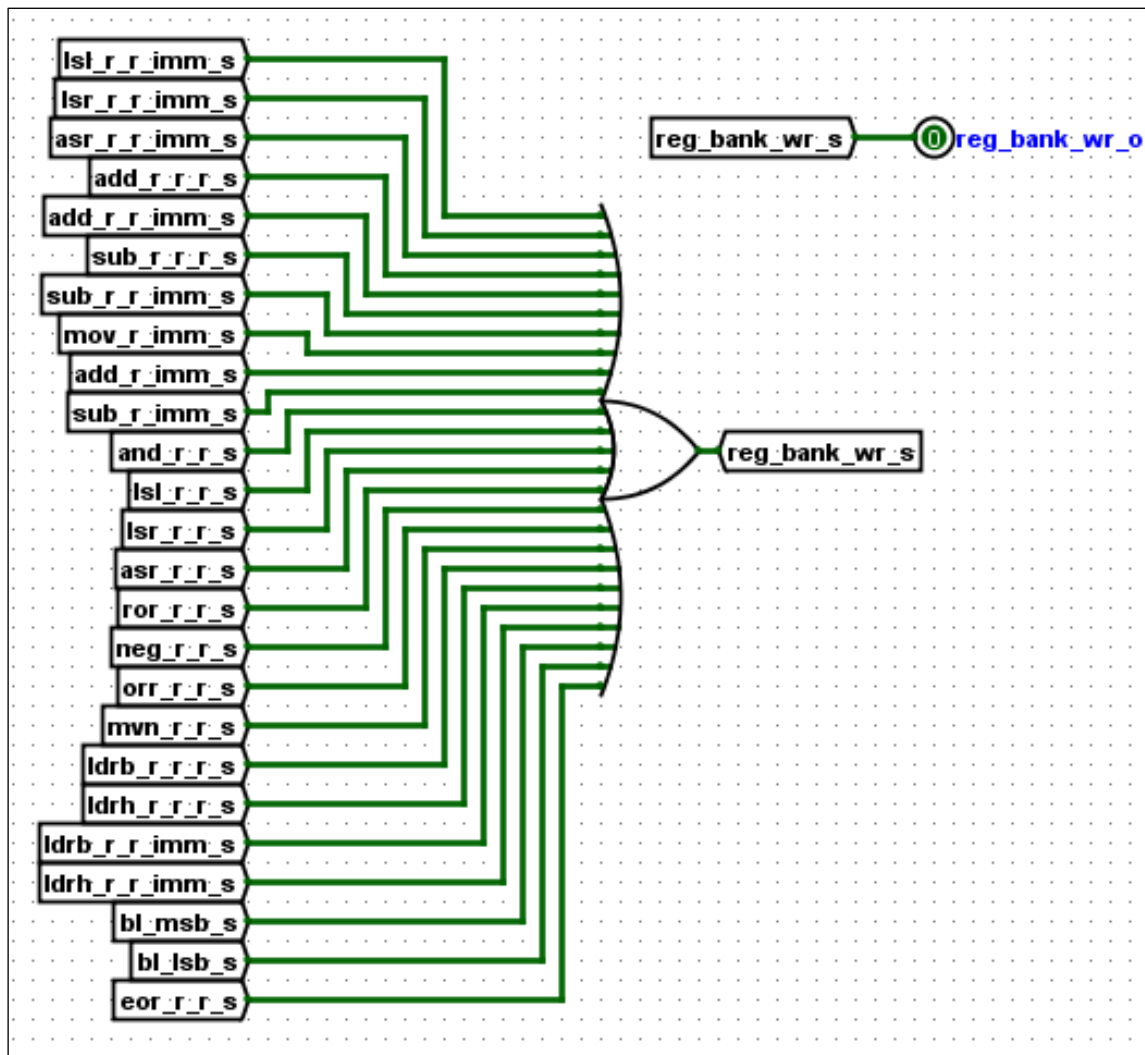 lsl_r_r_imm_s
lsr_r_r_imm_s
asr_r_r_imm_s
add_r_r_r_s
add_r_r_imm_s
sub_r_r_r_s
sub_r_r_imm_s
mov_r_imm_s
add_r_imm_s
sub_r_imm_s
and_r_r_s
lsl_r_r_s
lsr_r_r_s
asr_r_r_s
ror_r_r_s
neg_r_r_s
orr_r_r_s
mvn_r_r_s
ldrb_r_r_r_s
ldrh_r_r_r_s
ldrb_r_r_imm_s
ldrh_r_r_imm_s
bl_msb_s
bl_lsb_s
eor_r_r_s
reg_bank_wr_s 0 reg_bank_wr_o
reg_bank_wr_s